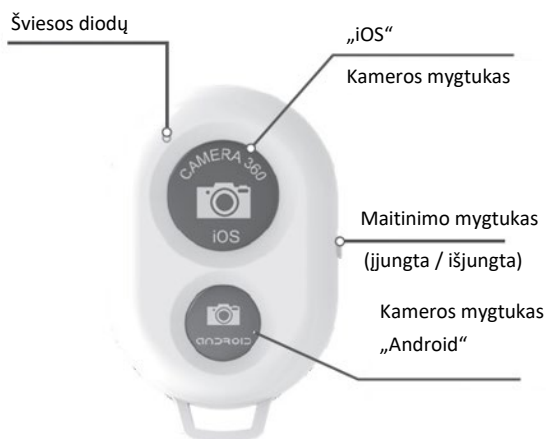 Šviesos diodų
„iOS“
Kameros mygtukas
CAMERA 360
iOS
Maitinimo mygtukas
(įjungta / išjungta)
Kameros mygtukas
„Android“
ANDROID